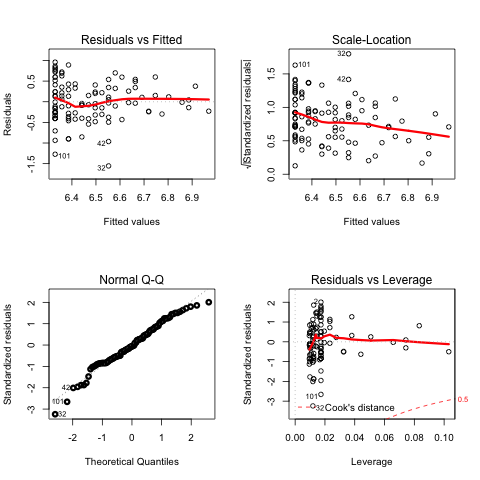 Residuals vs Fitted
Residuals
0.5
-0.5
-1.5
101
42
32
6.4 6.5 6.6 6.7 6.8 6.9
Fitted values
Scale-Location
√|Standardized residuals|
1.5
1.0
0.5
0.0
32
101
42
6.4 6.5 6.6 6.7 6.8 6.9
Fitted values
Normal Q-Q
Standardized residuals
2
1
0
-1
-2
-3
42
101
32
-2 -1 0 1 2
Theoretical Quantiles
Residuals vs Leverage
Standardized residuals
2
1
0
-1
-2
-3
2
101
32
Cook's distance
0.5
0.00 0.02 0.04 0.06 0.08 0.10
Leverage